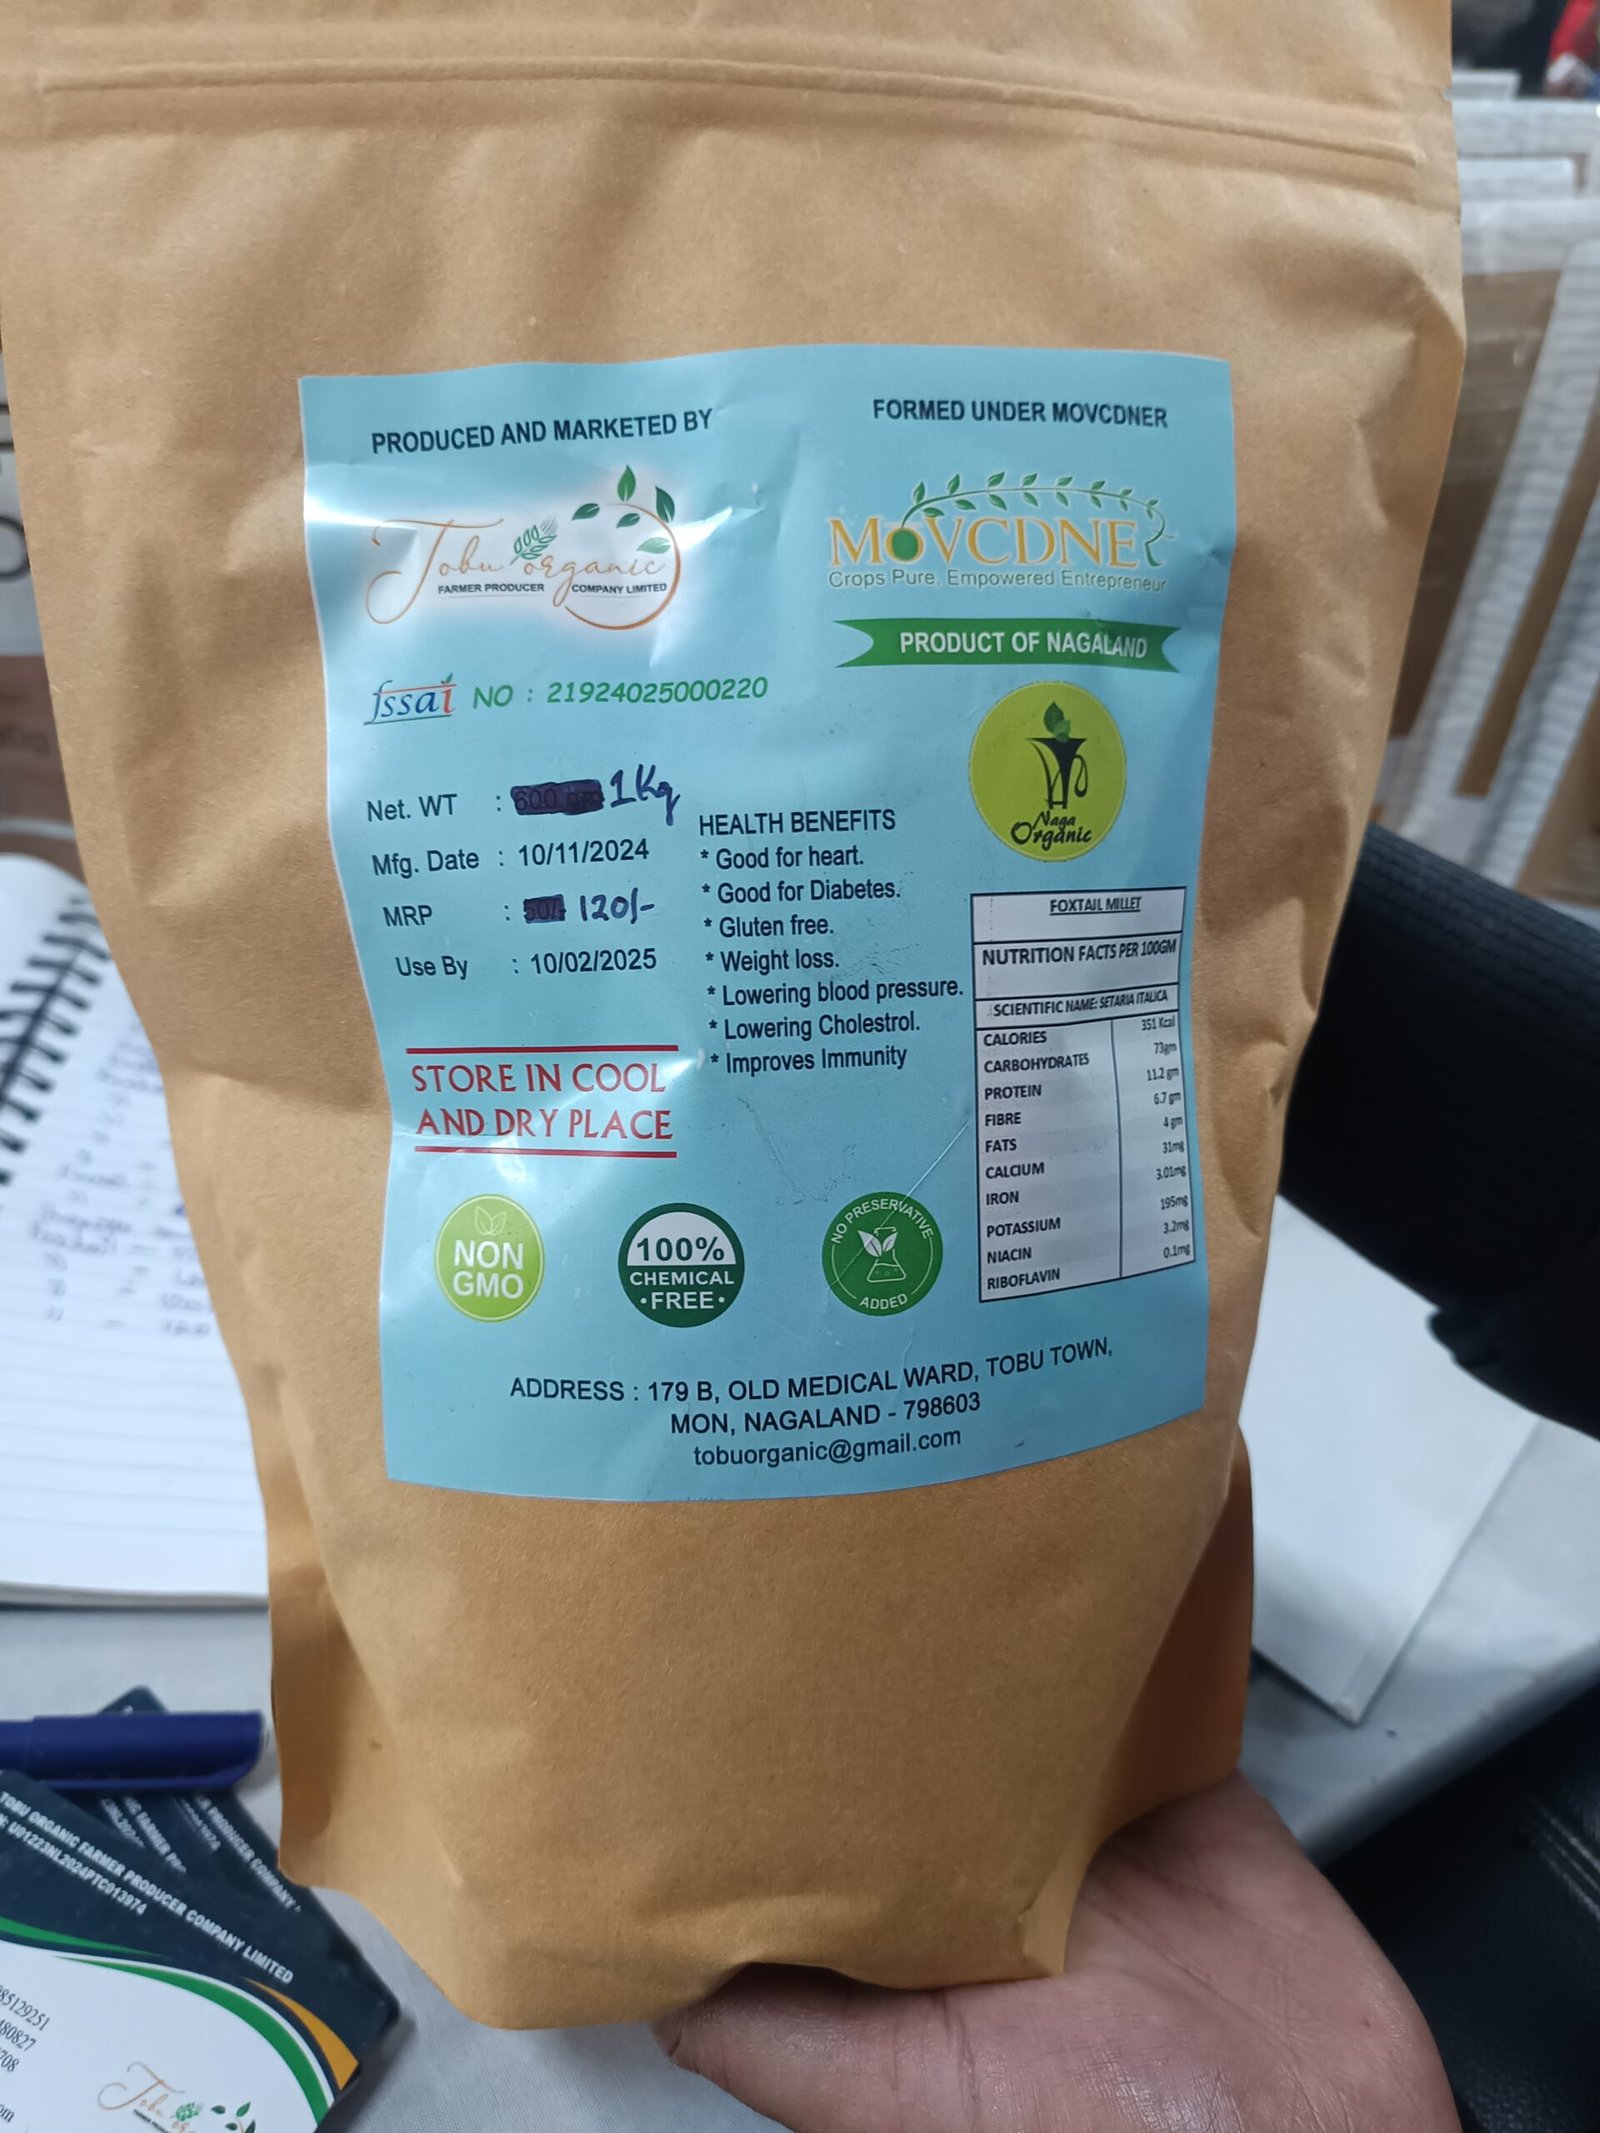 PRODUCED AND MARKETED BY
Tobu organic
FARMER PRODUCER COMPANY LIMITED
FORMED UNDER MOVCDNER
MOVCDNER
Crops Pure, Empowered Entrepreneur
PRODUCT OF NAGALAND
fssai NO : 21924025000220
Naga
Organic
Net. WT : 600 1Kg
Mfg. Date : 10/11/2024
MRP : 120/-
Use By : 10/02/2025
HEALTH BENEFITS
* Good for heart.
* Good for Diabetes.
* Gluten free.
* Weight loss.
* Lowering blood pressure.
* Lowering Cholestrol.
* Improves Immunity
FOXTAIL MILLET
NUTRITION FACTS PER 100GM
SCIENTIFIC NAME: SETARIA ITALICA
CALORIES 351 Kcal
CARBOHYDRATES 73gm
PROTEIN 11.2 gm
FIBRE 6.7 gm
FATS 4 gm
CALCIUM 31mg
IRON 3.01mg
POTASSIUM 195mg
NIACIN 3.2mg
RIBOFLAVIN 0.1mg
STORE IN COOL
AND DRY PLACE
NON
GMO
100%
CHEMICAL
•FREE•
NO PRESERVATIVE
ADDED
ADDRESS : 179 B, OLD MEDICAL WARD, TOBU TOWN,
MON, NAGALAND - 798603
tobuorganic@gmail.com
TOBU ORGANIC FARMER PRODUCER COMPANY LIMITED
U01223NL2024PTC013974
85129251
480827
708
Tobu